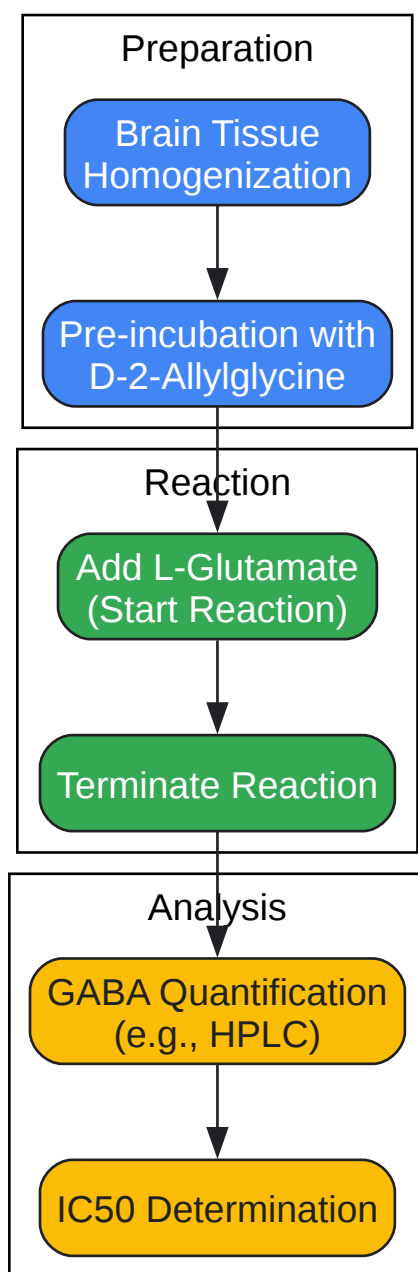 Preparation
Brain Tissue
Homogenization
Pre-incubation with
D-2-Allylglycine
Reaction
Add L-Glutamate
(Start Reaction)
Terminate Reaction
Analysis
GABA Quantification
(e.g., HPLC)
IC50 Determination